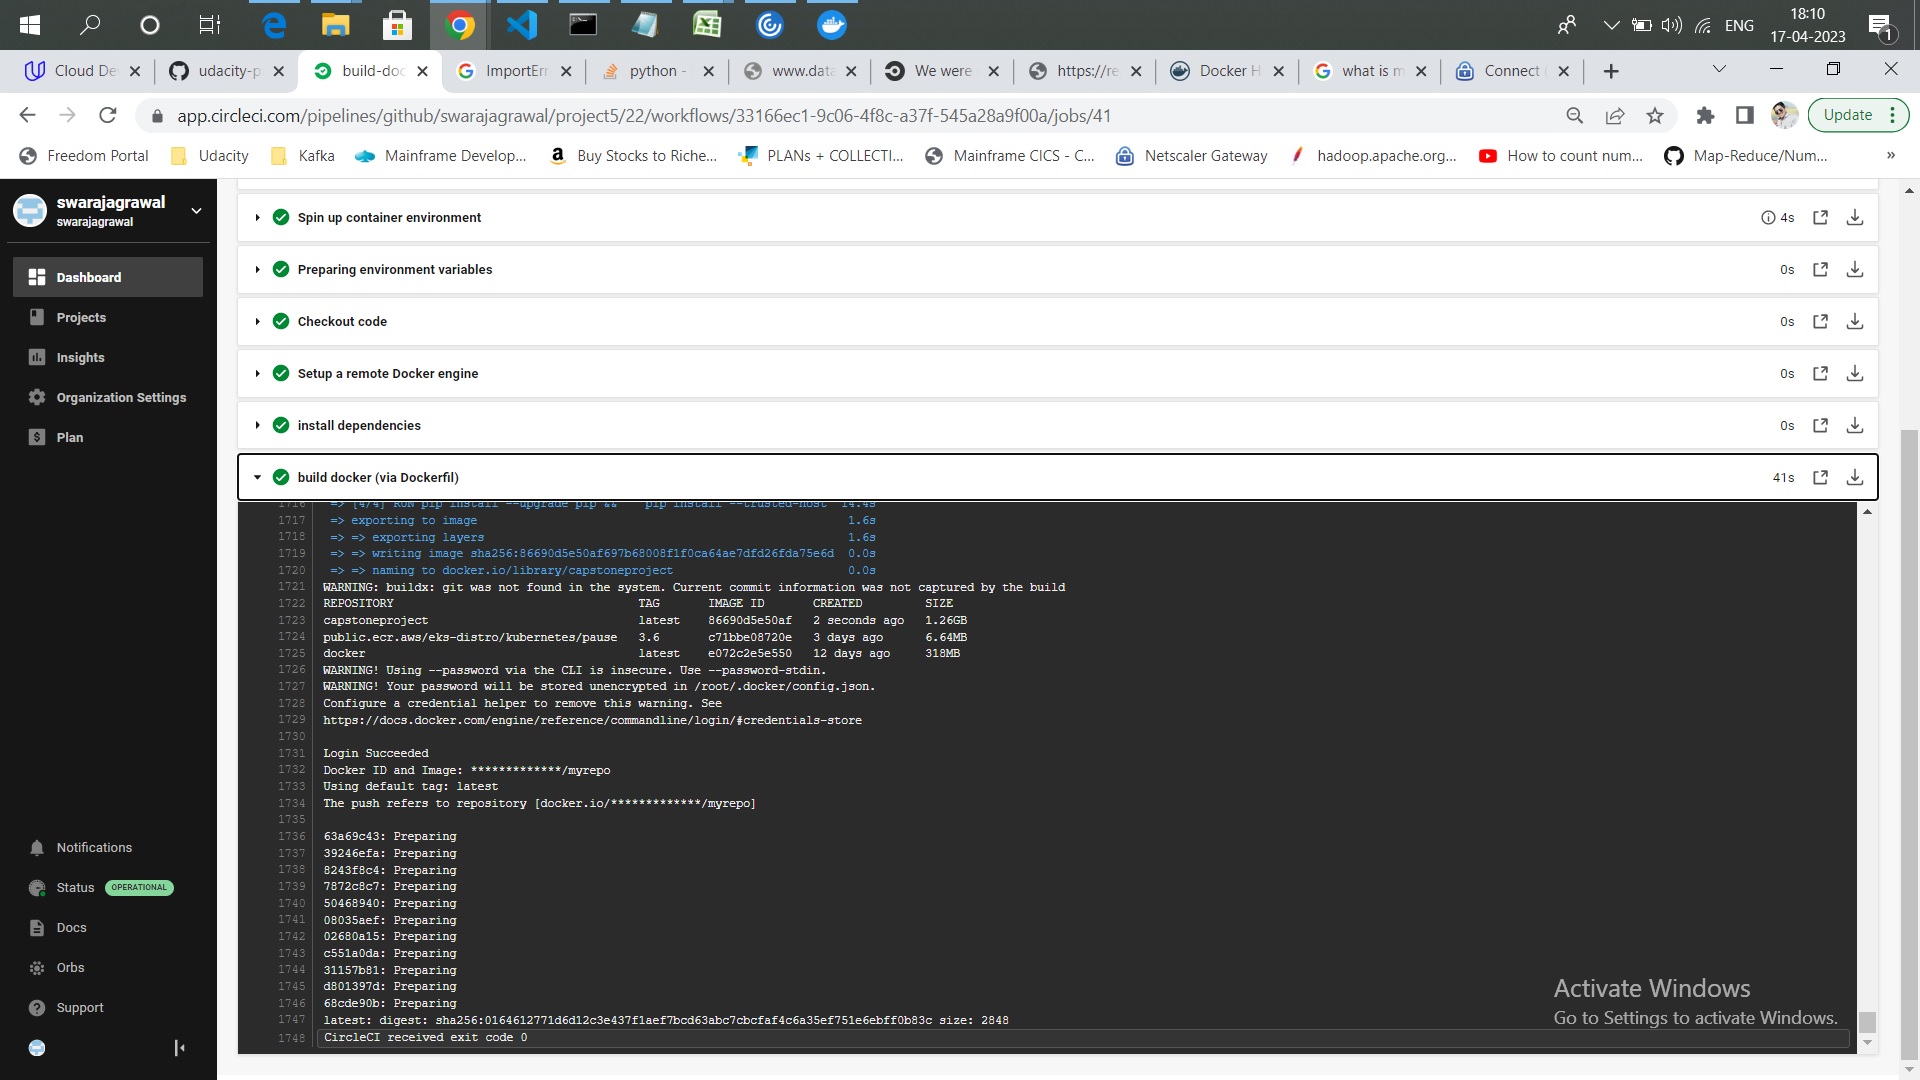 18:10
ENG
17-04-2023
1
Cloud De
udacity-p
build-doc
ImportErr
python -
www.data
We were
https://re
Docker H
what is m
Connect
app.circleci.com/pipelines/github/swarajagrawal/project5/22/workflows/33166ec1-9c06-4f8c-a37f-545a28a9f00a/jobs/41
Update
Freedom Portal
Udacity
Kafka
Mainframe Develop...
Buy Stocks to Riche...
PLANs + COLLECTI...
Mainframe CICS - C...
Netscaler Gateway
hadoop.apache.org...
How to count num...
Map-Reduce/Num...
»
swarajagrawal
swarajagrawal
Dashboard
Projects
Insights
Organization Settings
Plan
Notifications
Status OPERATIONAL
Docs
Orbs
Support
Spin up container environment 4s
Preparing environment variables 0s
Checkout code 0s
Setup a remote Docker engine 0s
install dependencies 0s
build docker (via Dockerfil) 41s
1716 => [4/4] RUN pip install --upgrade pip && pip install --trusted-host 14.4s
1717 => exporting to image 1.6s
1718 => => exporting layers 1.6s
1719 => => writing image sha256:86690d5e50af697b68008f1f0ca64ae7dfd26fda75e6d 0.0s
1720 => => naming to docker.io/library/capstoneproject 0.0s
1721 WARNING: buildx: git was not found in the system. Current commit information was not captured by the build
1722 REPOSITORY TAG IMAGE ID CREATED SIZE
1723 capstoneproject latest 86690d5e50af 2 seconds ago 1.26GB
1724 public.ecr.aws/eks-distro/kubernetes/pause 3.6 c71bbe08720e 3 days ago 6.64MB
1725 docker latest e072c2e5e550 12 days ago 318MB
1726 WARNING! Using --password via the CLI is insecure. Use --password-stdin.
1727 WARNING! Your password will be stored unencrypted in /root/.docker/config.json.
1728 Configure a credential helper to remove this warning. See
1729 https://docs.docker.com/engine/reference/commandline/login/#credentials-store
1730
1731 Login Succeeded
1732 Docker ID and Image: *************/myrepo
1733 Using default tag: latest
1734 The push refers to repository [docker.io/*************/myrepo]
1735
1736 63a69c43: Preparing
1737 39246efa: Preparing
1738 8243f8c4: Preparing
1739 7872c8c7: Preparing
1740 50468940: Preparing
1741 08035aef: Preparing
1742 02680a15: Preparing
1743 c551a0da: Preparing
1744 31157b81: Preparing
1745 d801397d: Preparing
1746 68cde90b: Preparing
1747 latest: digest: sha256:0164612771d6d12c3e437f1aef7bcd63abc7cbcfaf4c6a35ef751e6ebff0b83c size: 2848
1748 CircleCI received exit code 0
Activate Windows
Go to Settings to activate Windows.